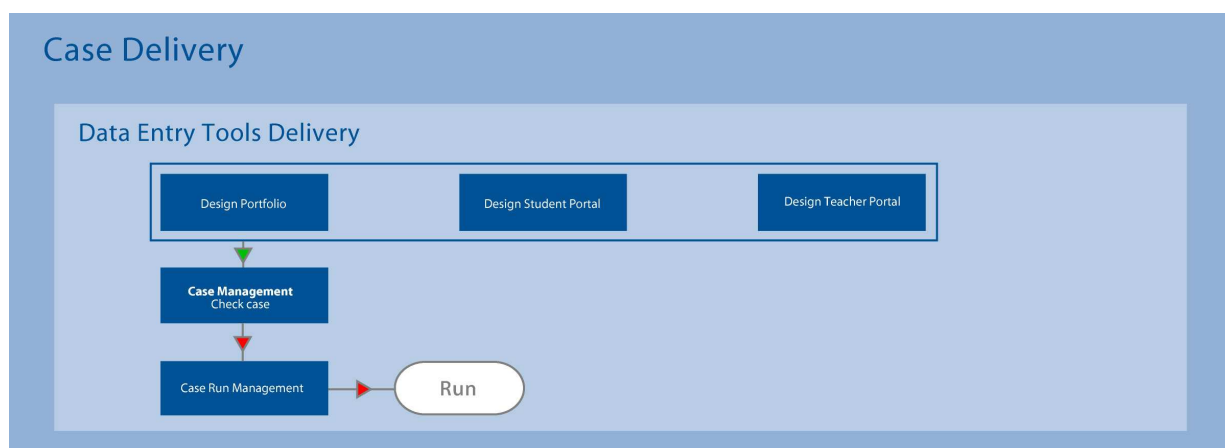 Case Delivery
Data Entry Tools Delivery
Design Portfolio
Design Student Portal
Design Teacher Portal
Case Management
Check case
Case Run Management
Run